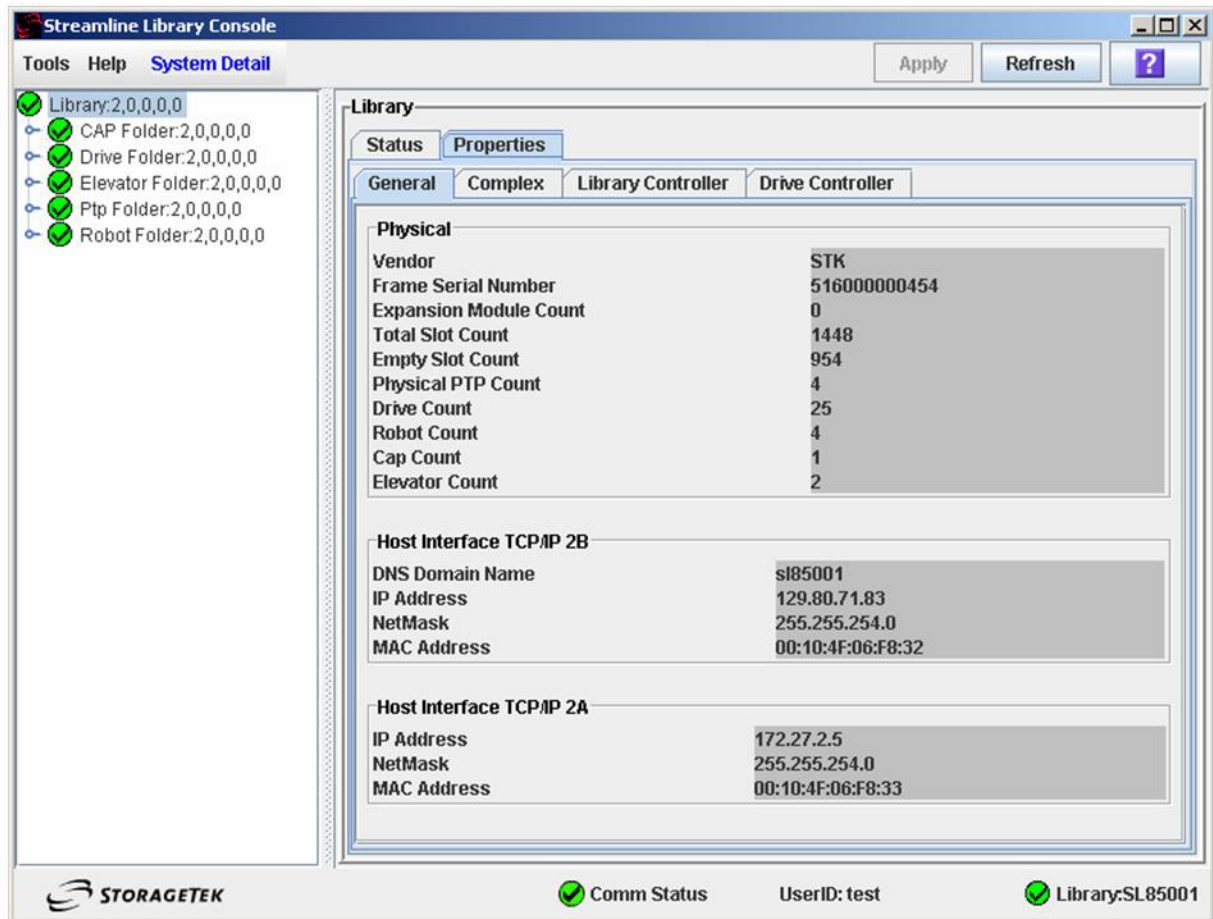 Streamline Library Console
Tools Help System Detail Apply Refresh ?
Library:2,0,0,0,0
CAP Folder:2,0,0,0,0
Drive Folder:2,0,0,0,0
Elevator Folder:2,0,0,0,0
Ptp Folder:2,0,0,0,0
Robot Folder:2,0,0,0,0
Library
Status Properties
General Complex Library Controller Drive Controller
Physical
Vendor STK
Frame Serial Number 516000000454
Expansion Module Count 0
Total Slot Count 1448
Empty Slot Count 954
Physical PTP Count 4
Drive Count 25
Robot Count 4
Cap Count 1
Elevator Count 2
Host Interface TCP/IP 2B
DNS Domain Name sl85001
IP Address 129.80.71.83
NetMask 255.255.254.0
MAC Address 00:10:4F:06:F8:32
Host Interface TCP/IP 2A
IP Address 172.27.2.5
NetMask 255.255.254.0
MAC Address 00:10:4F:06:F8:33
STORAGETEK Comm Status UserID: test Library:SL85001